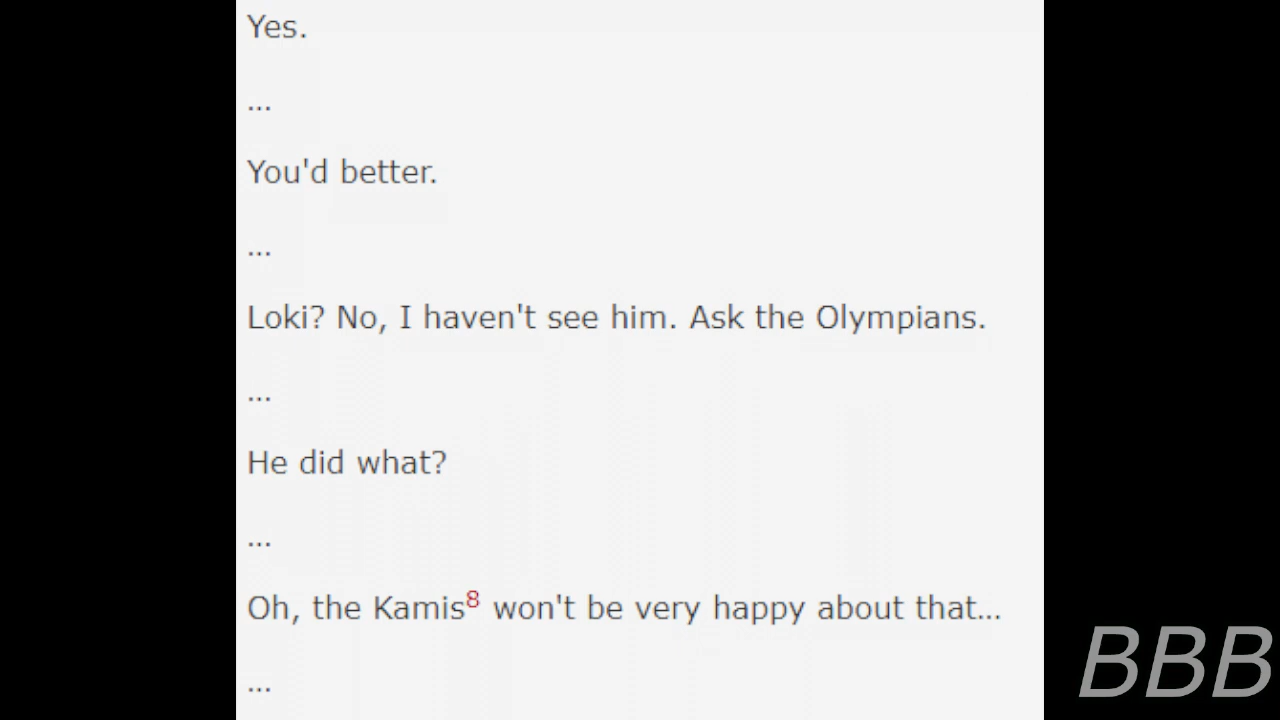 Yes.
...
You'd better.
...
Loki? No, I haven't see him. Ask the Olympians.
...
He did what?
...
Oh, the Kamis8 won't be very happy about that...
...
BBB